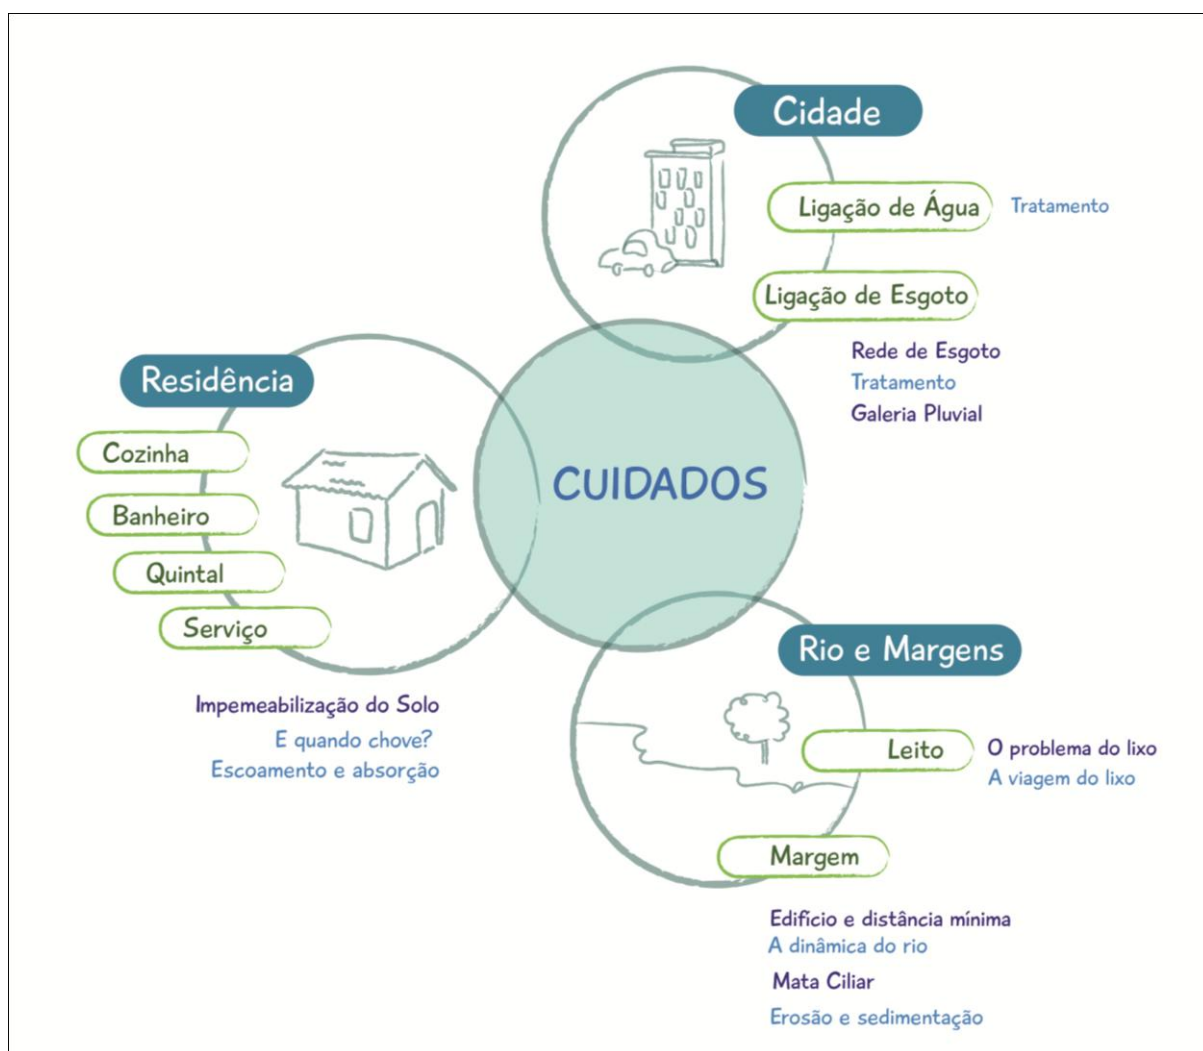 Cidade
Ligação de Água
Tratamento
Ligação de Esgoto
Rede de Esgoto
Tratamento
Galeria Pluvial
Residência
Cozinha
Banheiro
Quintal
Serviço
Impemeabilização do Solo
E quando chove?
Escoamento e absorção
CUIDADOS
Rio e Margens
Leito
O problema do lixo
A viagem do lixo
Margem
Edifício e distância mínima
A dinâmica do rio
Mata Ciliar
Erosão e sedimentação